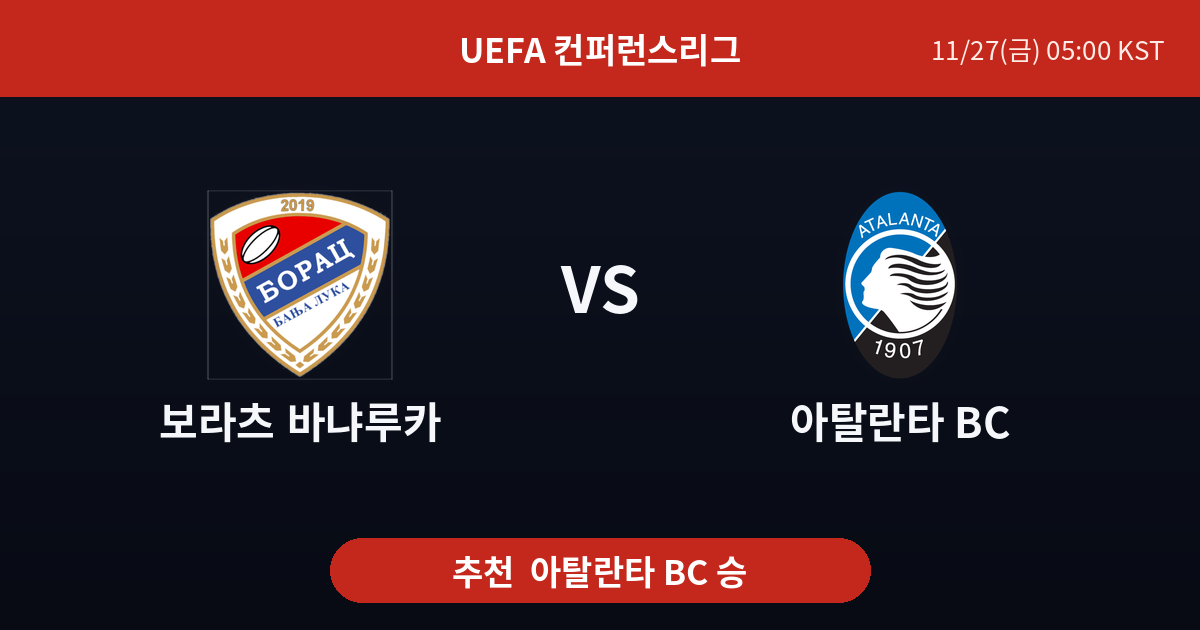 UEFA 컨퍼런스리그
11/27(금) 05:00 KST
2019
БОРАЦ
БАЊА ЛУКА
VS
ATALANTA
1907
보라츠 바냐루카
아탈란타 BC
추천 아탈란타 BC 승